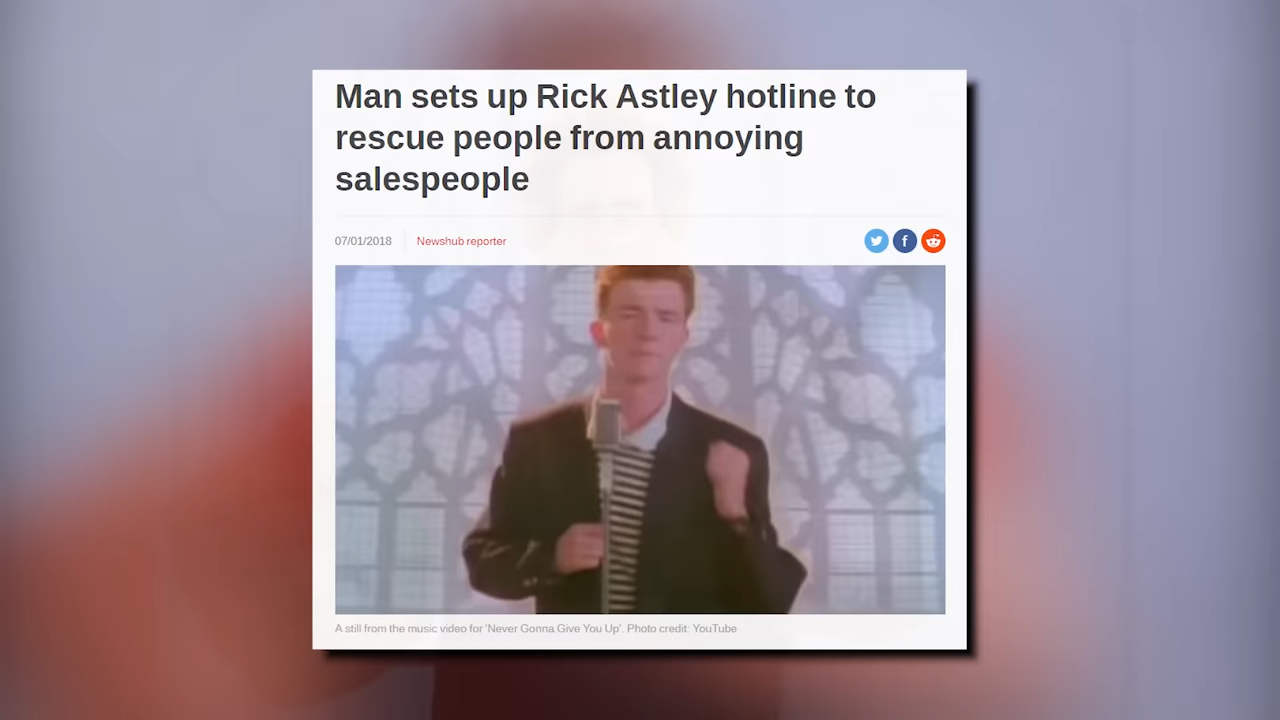 Man sets up Rick Astley hotline to
rescue people from annoying
salespeople
07/01/2018
Newshub reporter
A still from the music video for 'Never Gonna Give You Up'. Photo credit: YouTube